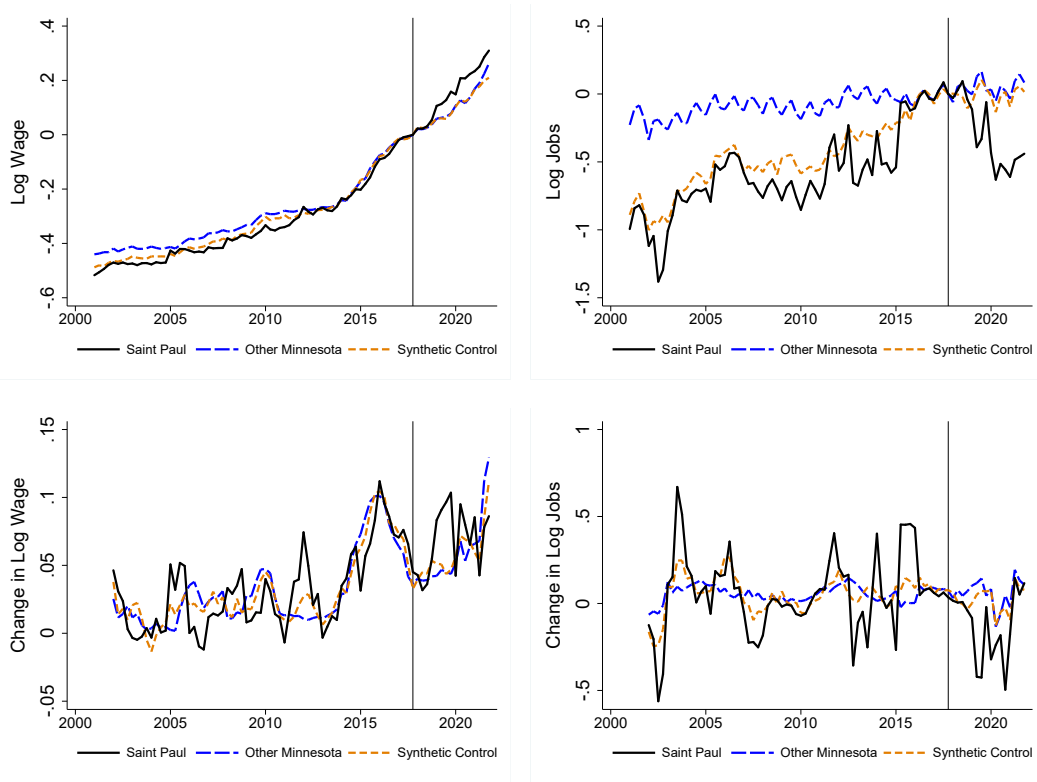 Log Wage
.4
.2
0
-.2
-.4
-.6
2000 2005 2010 2015 2020
Saint Paul Other Minnesota Synthetic Control
Log Jobs
.5
0
-.5
-1
-1.5
2000 2005 2010 2015 2020
Saint Paul Other Minnesota Synthetic Control
Change in Log Wage
.15
.1
.05
0
-.05
2000 2005 2010 2015 2020
Saint Paul Other Minnesota Synthetic Control
Change in Log Jobs
1
.5
0
-.5
2000 2005 2010 2015 2020
Saint Paul Other Minnesota Synthetic Control